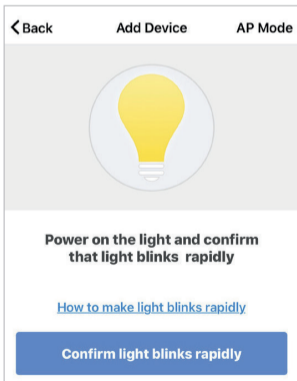 Back Add Device AP Mode
Power on the light and confirm
that light blinks rapidly
How to make light blinks rapidly
Confirm light blinks rapidly